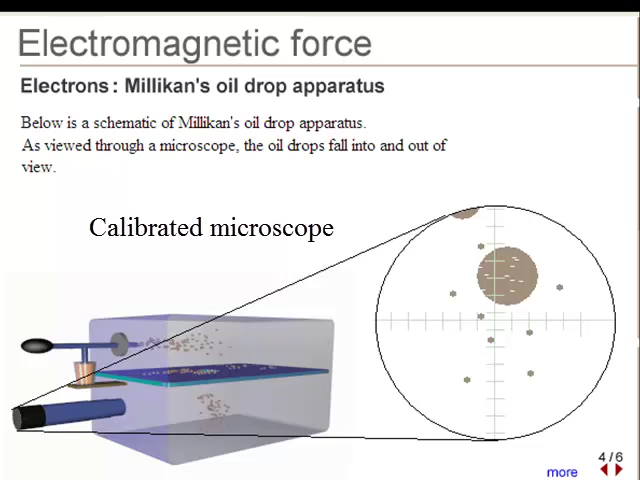 Electromagnetic force
Electrons: Millikan's oil drop apparatus
Below is a schematic of Millikan's oil drop apparatus.
As viewed through a microscope, the oil drops fall into and out of
view.
Calibrated microscope
4/6
more